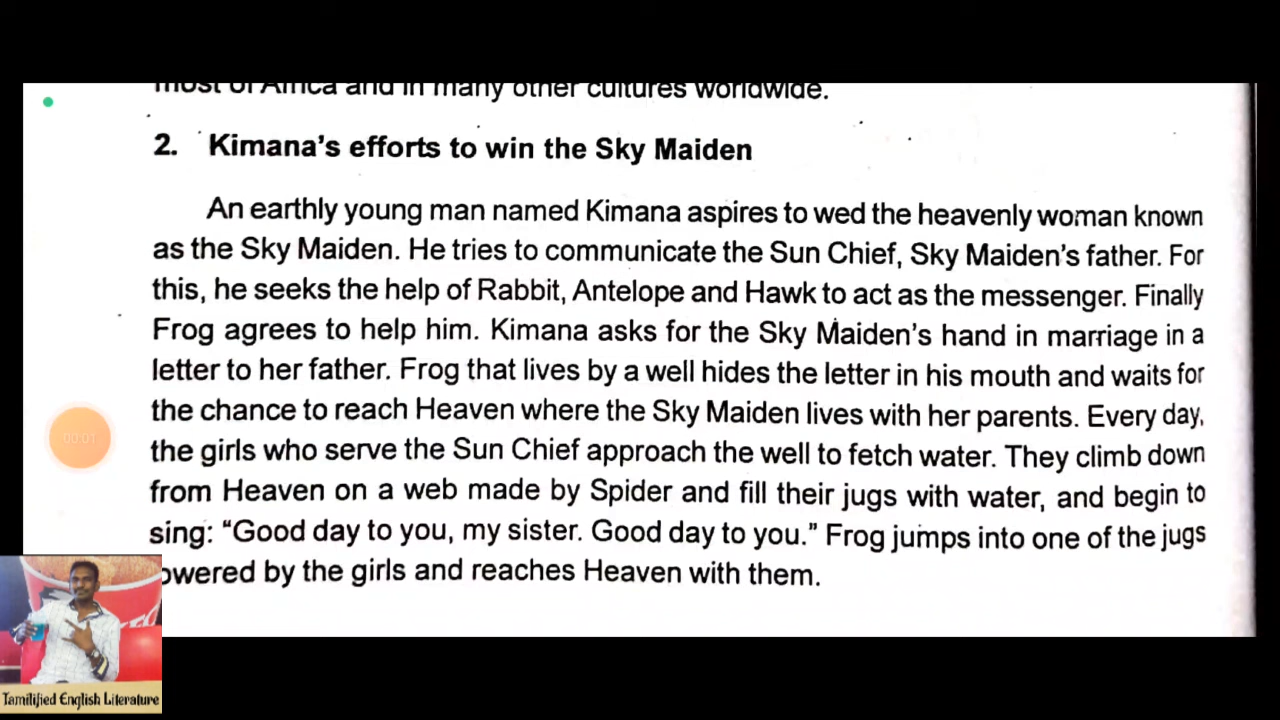 most of Africa and in many other cultures worldwide.
2. Kimana's efforts to win the Sky Maiden
An earthly young man named Kimana aspires to wed the heavenly woman known
as the Sky Maiden. He tries to communicate the Sun Chief, Sky Maiden's father. For
this, he seeks the help of Rabbit, Antelope and Hawk to act as the messenger. Finally
Frog agrees to help him. Kimana asks for the Sky Maiden's hand in marriage in a
letter to her father. Frog that lives by a well hides the letter in his mouth and waits for
the chance to reach Heaven where the Sky Maiden lives with her parents. Every day,
the girls who serve the Sun Chief approach the well to fetch water. They climb down
from Heaven on a web made by Spider and fill their jugs with water, and begin to
sing: “Good day to you, my sister. Good day to you.” Frog jumps into one of the jugs
owered by the girls and reaches Heaven with them.
00:01
Tamilified English Literature